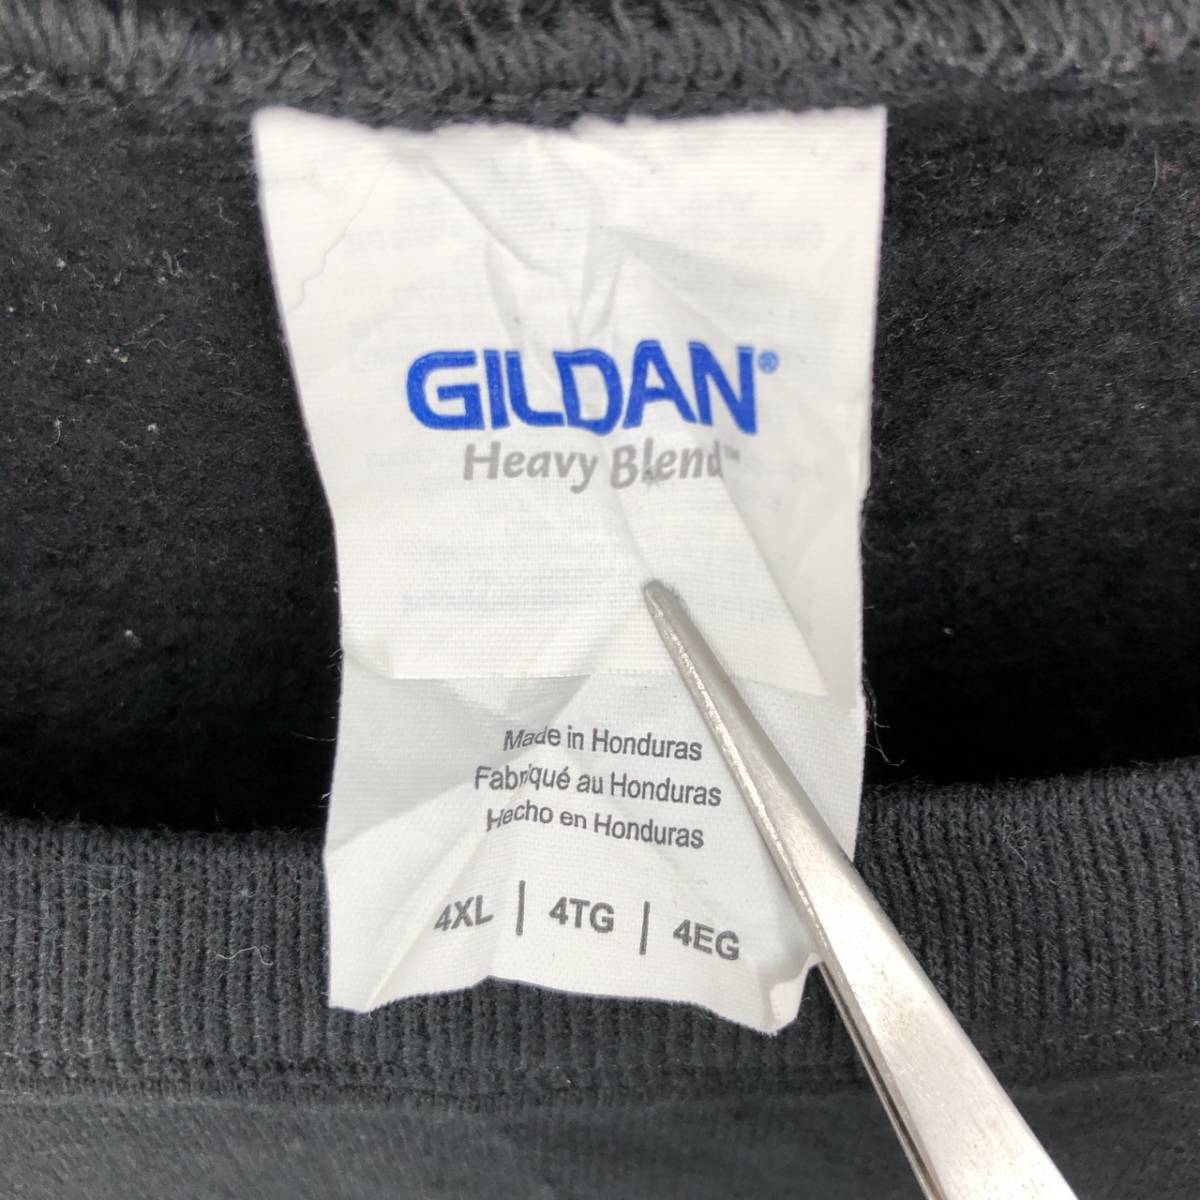 GILDAN®
Heavy Blend™
Made in Honduras
Fabriqué au Honduras
Hecho en Honduras
4XL | 4TG | 4EG